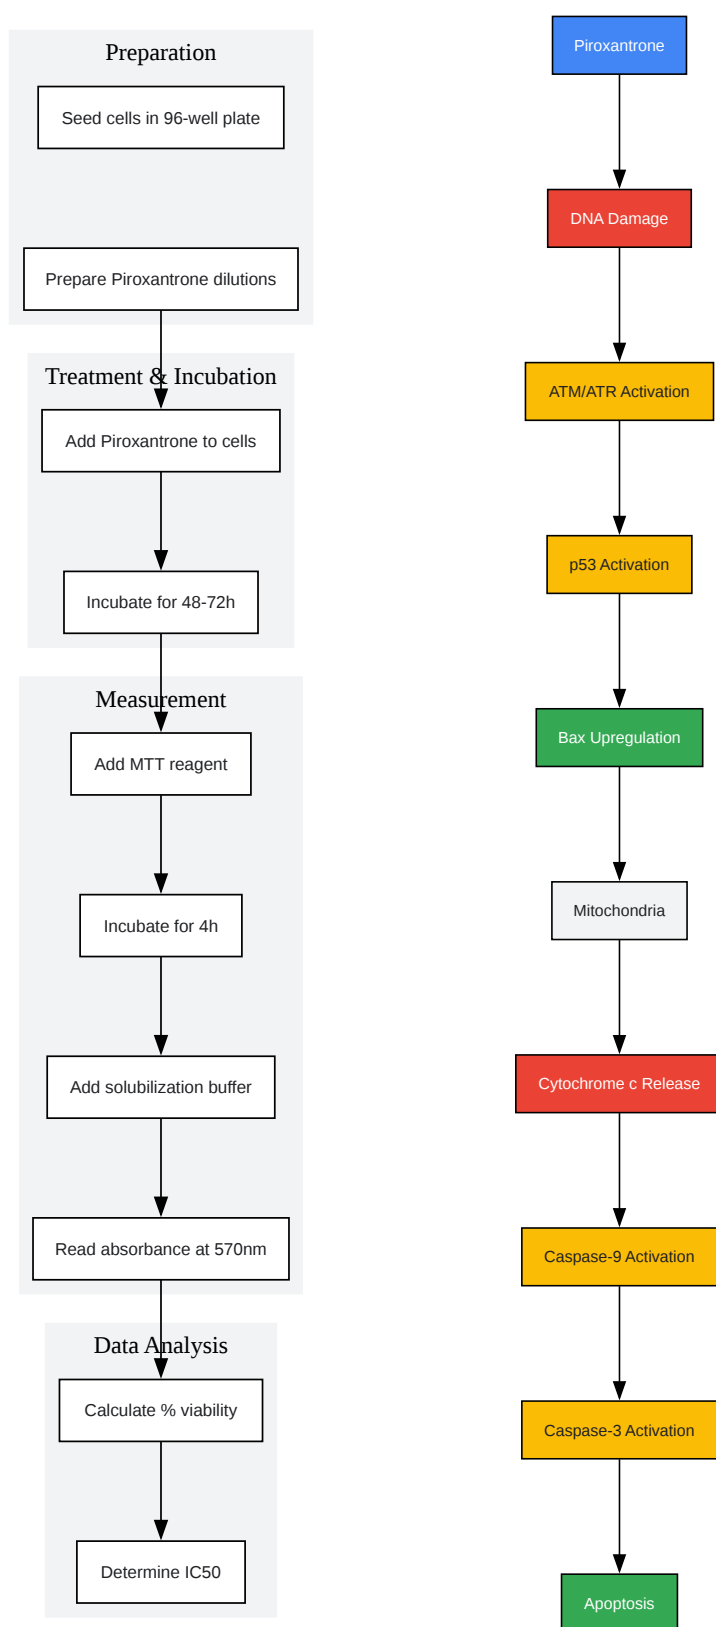 Preparation
Seed cells in 96-well plate
Prepare Piroxantrone dilutions
Treatment & Incubation
Add Piroxantrone to cells
Incubate for 48-72h
Measurement
Add MTT reagent
Incubate for 4h
Add solubilization buffer
Read absorbance at 570nm
Data Analysis
Calculate % viability
Determine IC50
Piroxantrone
DNA Damage
ATM/ATR Activation
p53 Activation
Bax Upregulation
Mitochondria
Cytochrome c Release
Caspase-9 Activation
Caspase-3 Activation
Apoptosis